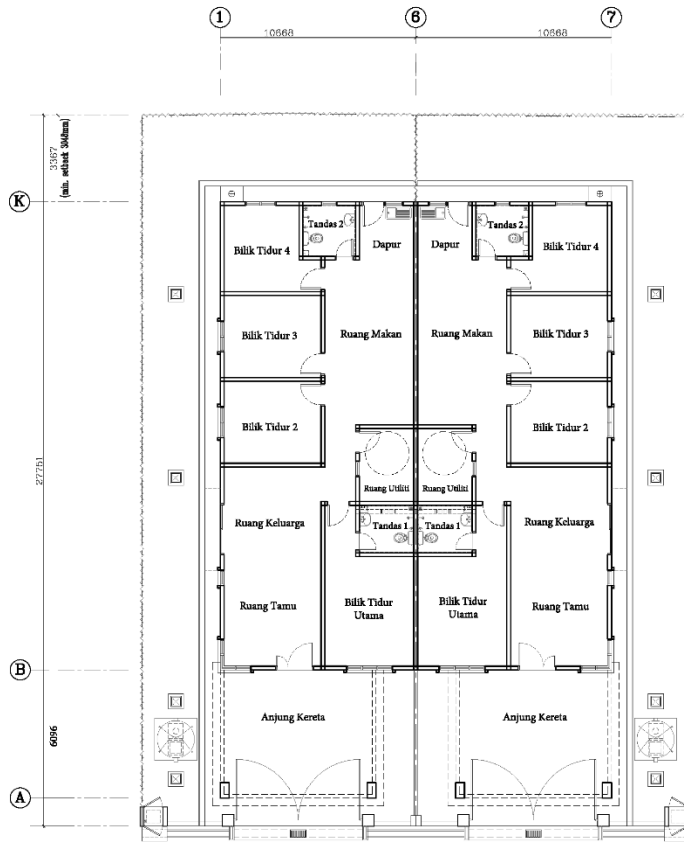 1 6 7
10668 10668
3367
(min. setback 3048mm)
K
Tandas 2 Tandas 2
Bilik Tidur 4 Dapur Dapur Bilik Tidur 4
Bilik Tidur 3 Ruang Makan Ruang Makan Bilik Tidur 3
Bilik Tidur 2 Bilik Tidur 2
27751
Ruang Utiliti Ruang Utiliti
Ruang Keluarga Tandas 1 Tandas 1 Ruang Keluarga
Ruang Tamu Bilik Tidur Bilik Tidur Ruang Tamu
Utama Utama
B
Anjung Kereta Anjung Kereta
6096
A